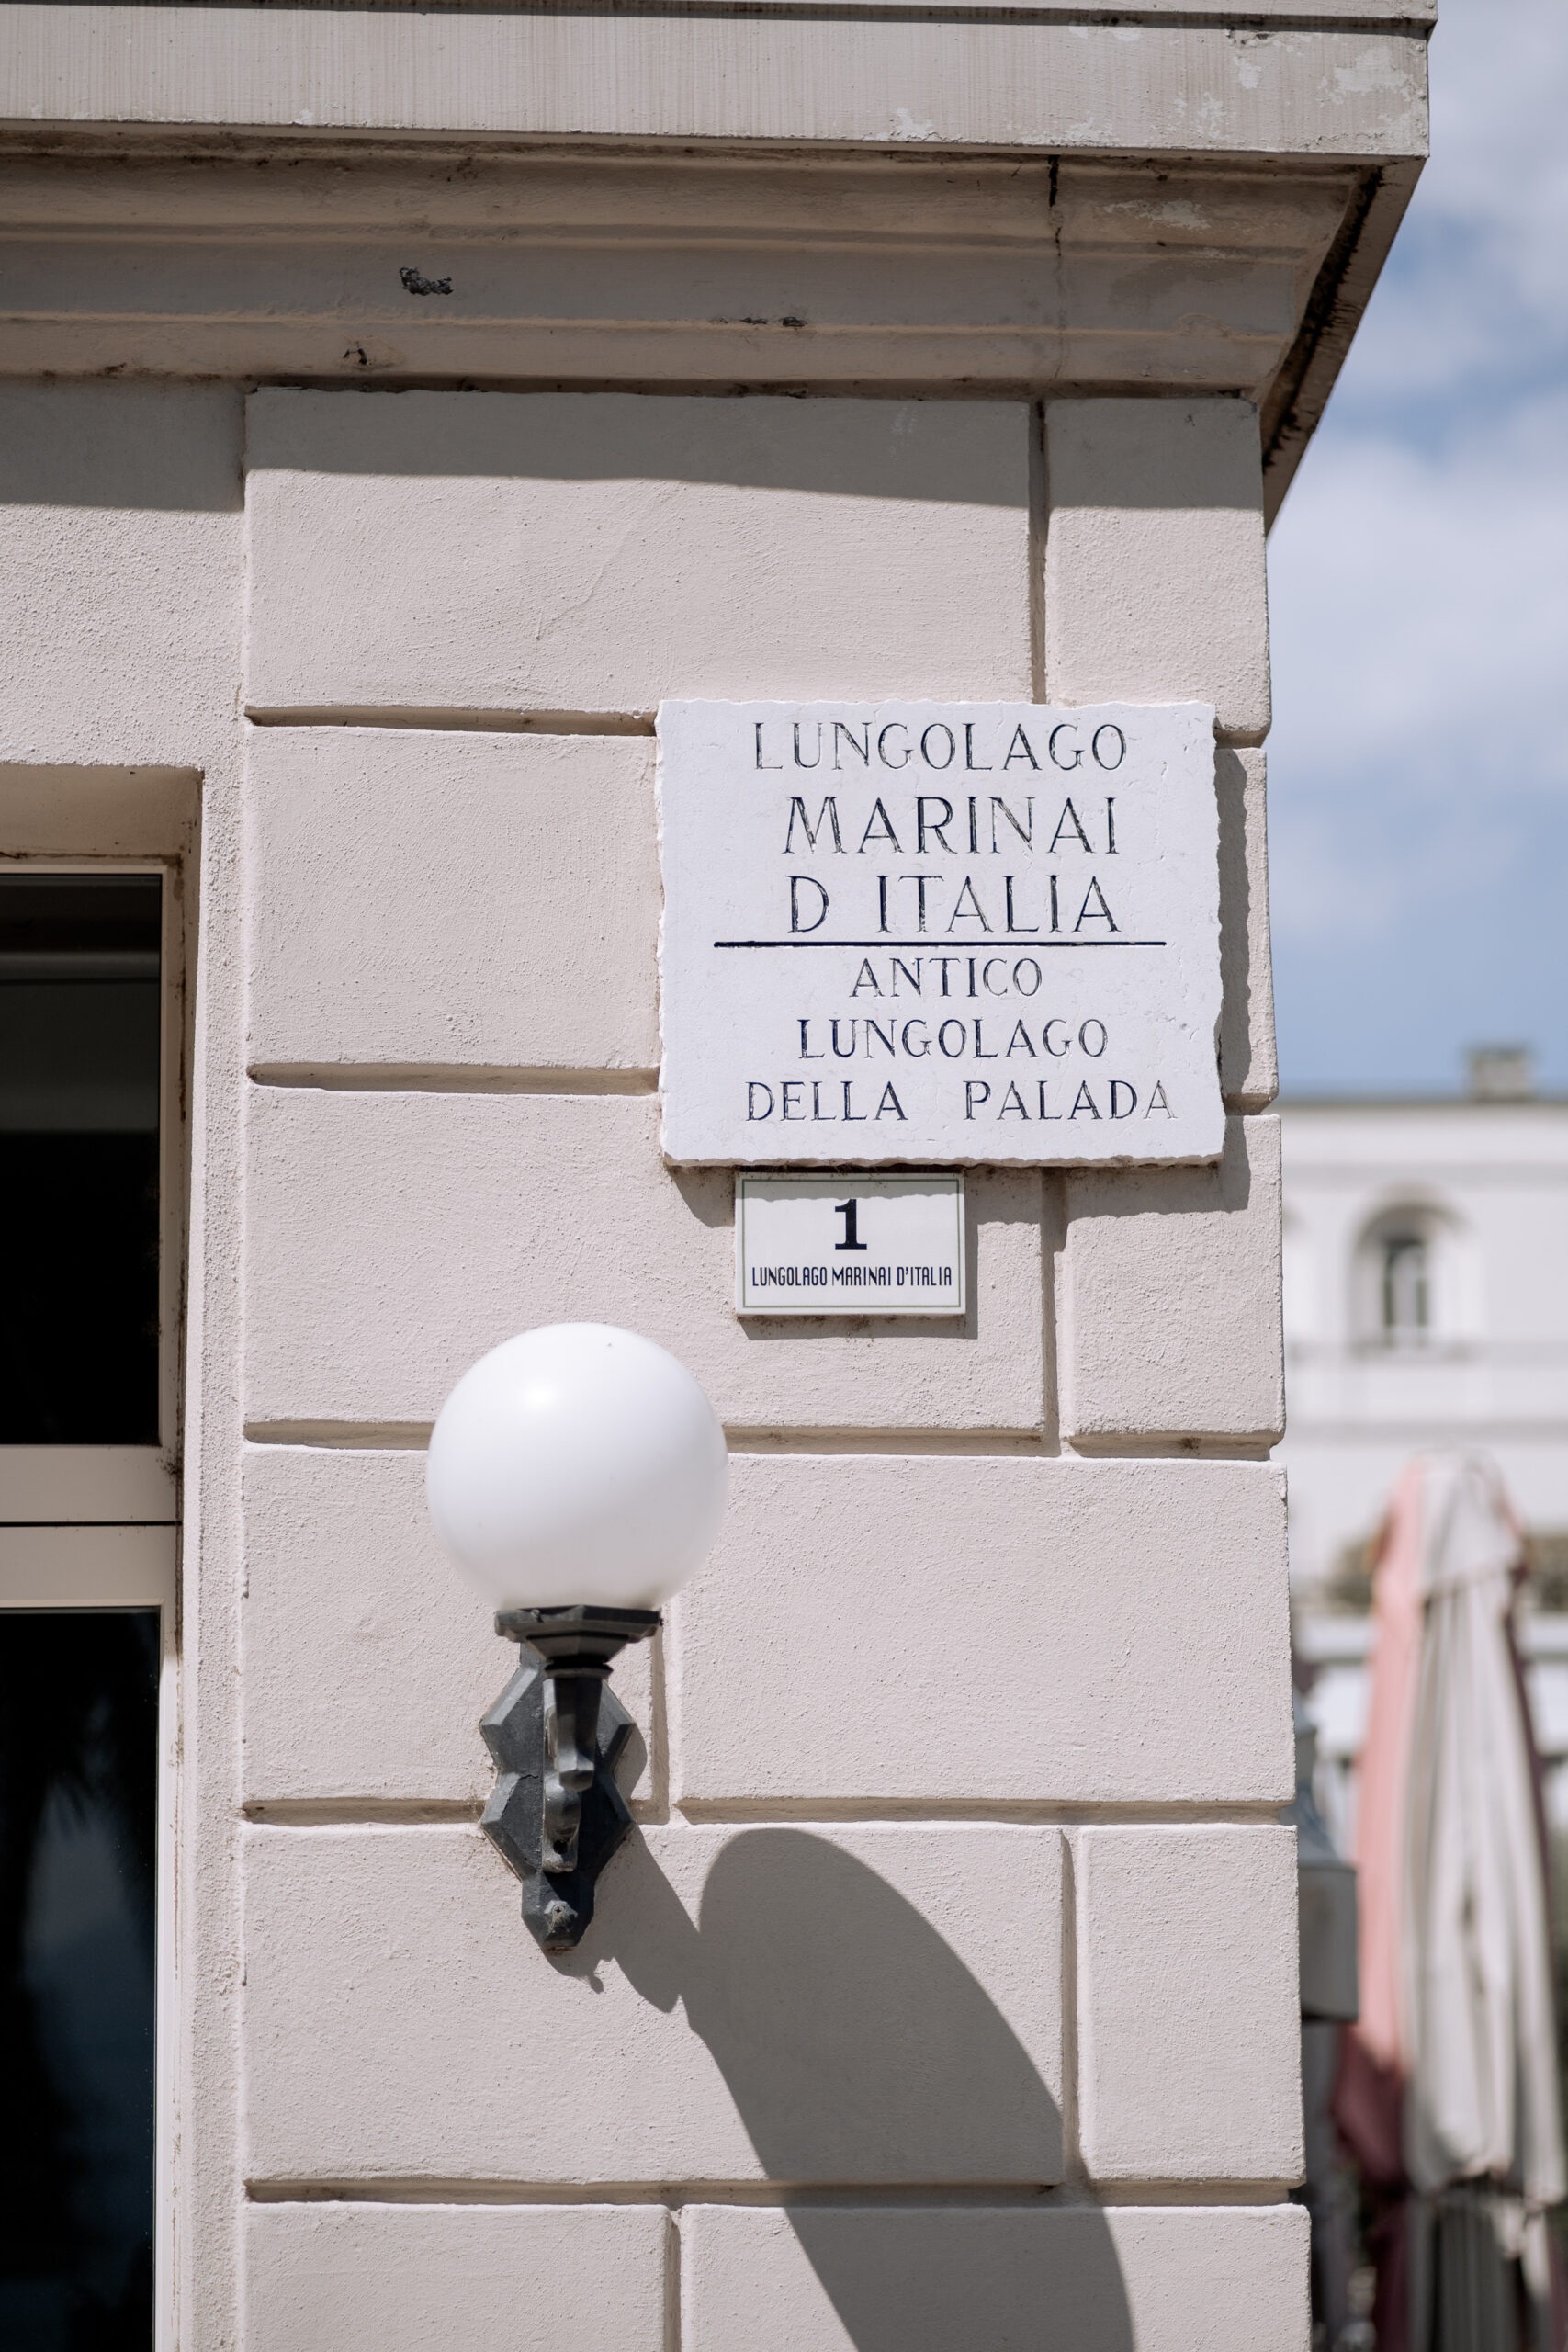 LUNGOLAGO
MARINAI
D ITALIA
ANTICO
LUNGOLAGO
DELLA PALADA
1
LUNGOLAGO MARINAI D'ITALIA